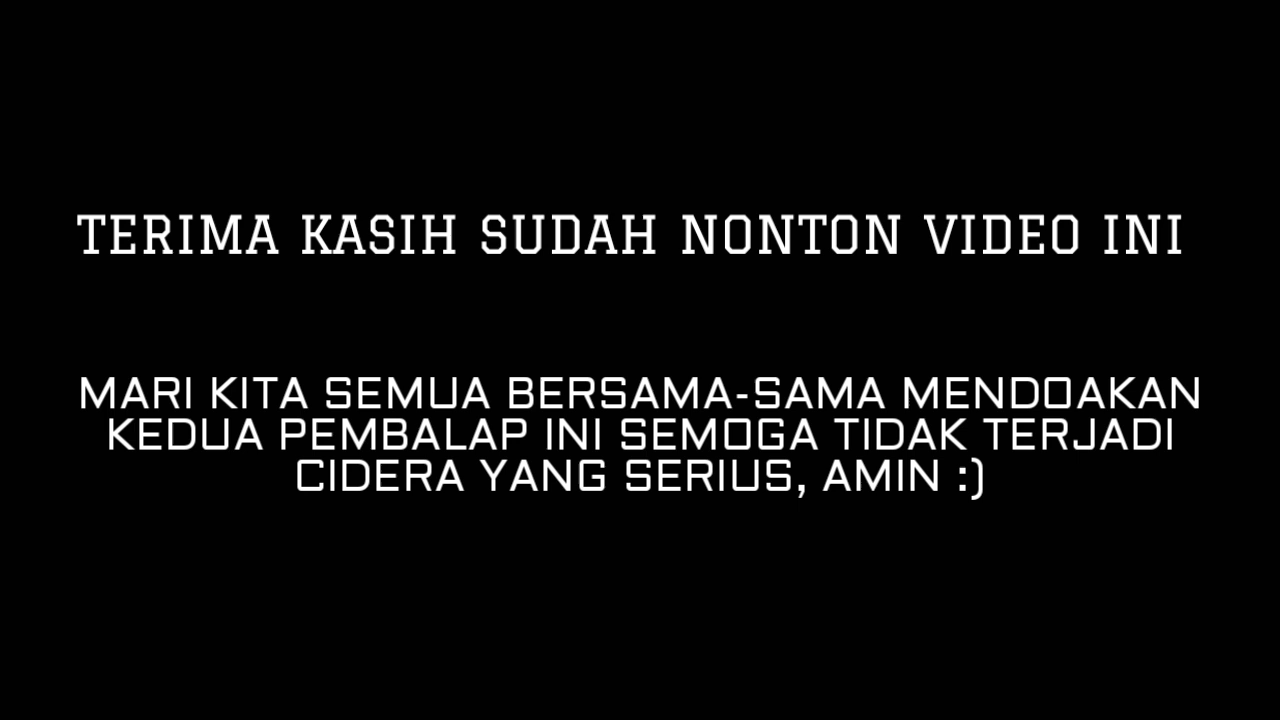 TERIMA KASIH SUDAH NONTON VIDEO INI
MARI KITA SEMUA BERSAMA-SAMA MENDOAKAN
KEDUA PEMBALAP INI SEMOGA TIDAK TERJADI
CIDERA YANG SERIUS, AMIN :)